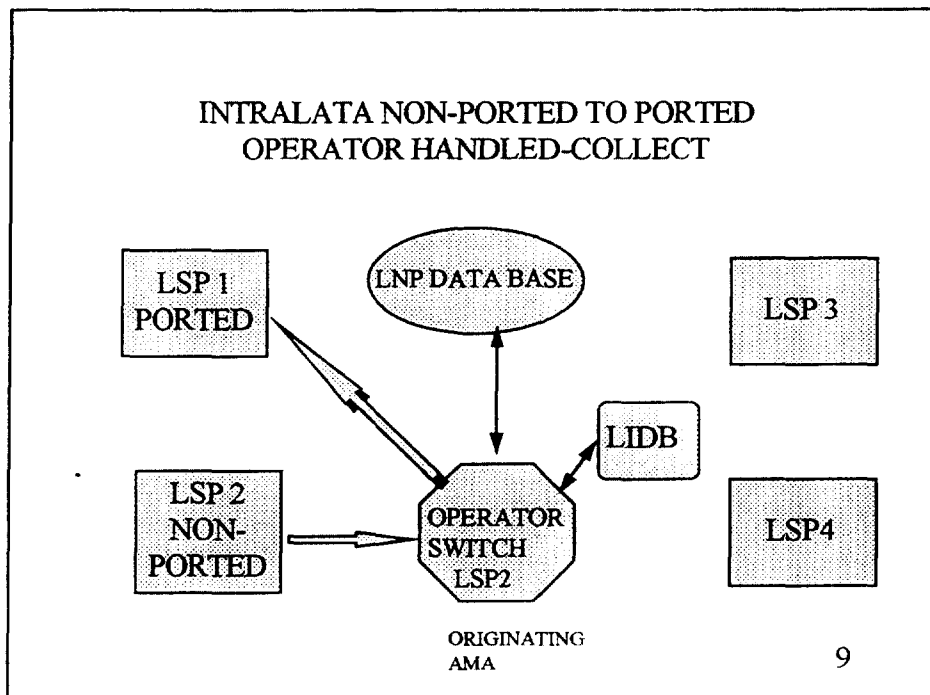 INTRALATA NON-PORTED TO PORTED
OPERATOR HANDLED-COLLECT
LSP 1
PORTED
LNP DATA BASE
LSP 3
LIDB
LSP 2
NON-
PORTED
OPERATOR
SWITCH
LSP2
LSP4
ORIGINATING
AMA
9